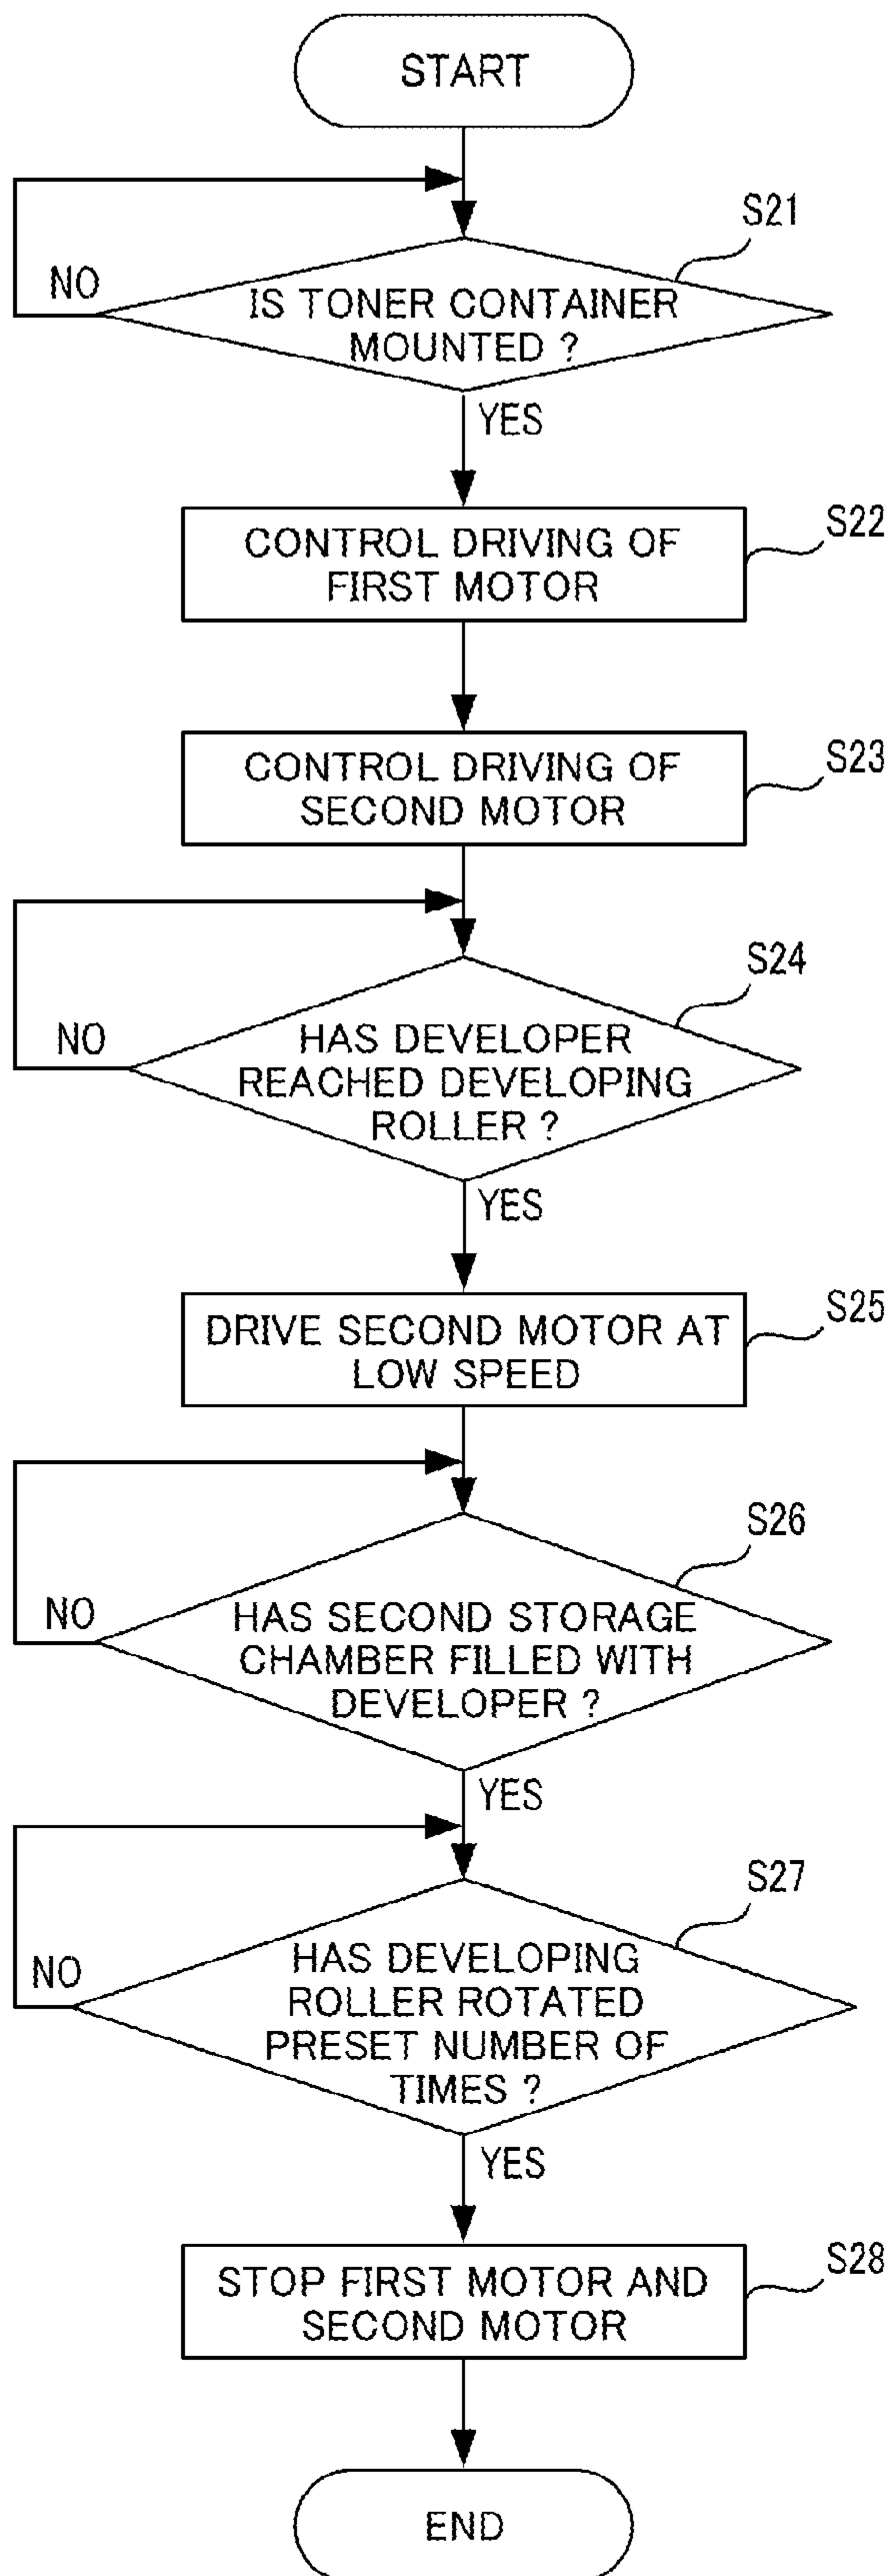 START
S21
NO
IS TONER CONTAINER
MOUNTED ?
YES
S22
CONTROL DRIVING OF
FIRST MOTOR
S23
CONTROL DRIVING OF
SECOND MOTOR
S24
NO
HAS DEVELOPER
REACHED DEVELOPING
ROLLER ?
YES
S25
DRIVE SECOND MOTOR AT
LOW SPEED
S26
NO
HAS SECOND STORAGE
CHAMBER FILLED WITH
DEVELOPER ?
YES
S27
NO
HAS DEVELOPING
ROLLER ROTATED
PRESET NUMBER OF
TIMES ?
YES
S28
STOP FIRST MOTOR AND
SECOND MOTOR
END